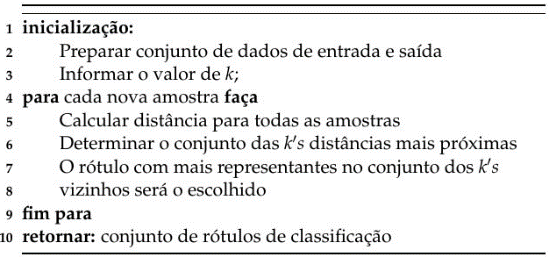 1 inicialização:
2 Preparar conjunto de dados de entrada e saída
3 Informar o valor de k;
4 para cada nova amostra faça
5 Calcular distância para todas as amostras
6 Determinar o conjunto das k's distâncias mais próximas
7 O rótulo com mais representantes no conjunto dos k's
8 vizinhos será o escolhido
9 fim para
10 retornar: conjunto de rótulos de classificação